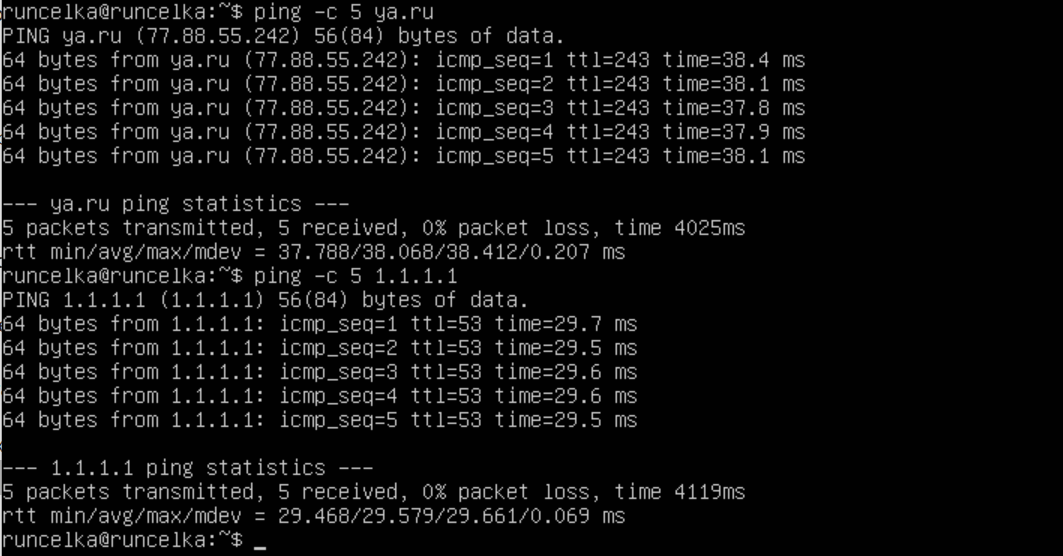 runcelka@runcelka:~$ ping -c 5 ya.ru
PING ya.ru (77.88.55.242) 56(84) bytes of data.
64 bytes from ya.ru (77.88.55.242): icmp_seq=1 ttl=243 time=38.4 ms
64 bytes from ya.ru (77.88.55.242): icmp_seq=2 ttl=243 time=38.1 ms
64 bytes from ya.ru (77.88.55.242): icmp_seq=3 ttl=243 time=37.8 ms
64 bytes from ya.ru (77.88.55.242): icmp_seq=4 ttl=243 time=37.9 ms
64 bytes from ya.ru (77.88.55.242): icmp_seq=5 ttl=243 time=38.1 ms

--- ya.ru ping statistics ---
5 packets transmitted, 5 received, 0% packet loss, time 4025ms
rtt min/avg/max/mdev = 37.788/38.068/38.412/0.207 ms
runcelka@runcelka:~$ ping -c 5 1.1.1.1
PING 1.1.1.1 (1.1.1.1) 56(84) bytes of data.
64 bytes from 1.1.1.1: icmp_seq=1 ttl=53 time=29.7 ms
64 bytes from 1.1.1.1: icmp_seq=2 ttl=53 time=29.5 ms
64 bytes from 1.1.1.1: icmp_seq=3 ttl=53 time=29.6 ms
64 bytes from 1.1.1.1: icmp_seq=4 ttl=53 time=29.6 ms
64 bytes from 1.1.1.1: icmp_seq=5 ttl=53 time=29.5 ms

--- 1.1.1.1 ping statistics ---
5 packets transmitted, 5 received, 0% packet loss, time 4119ms
rtt min/avg/max/mdev = 29.468/29.579/29.661/0.069 ms
runcelka@runcelka:~$ _